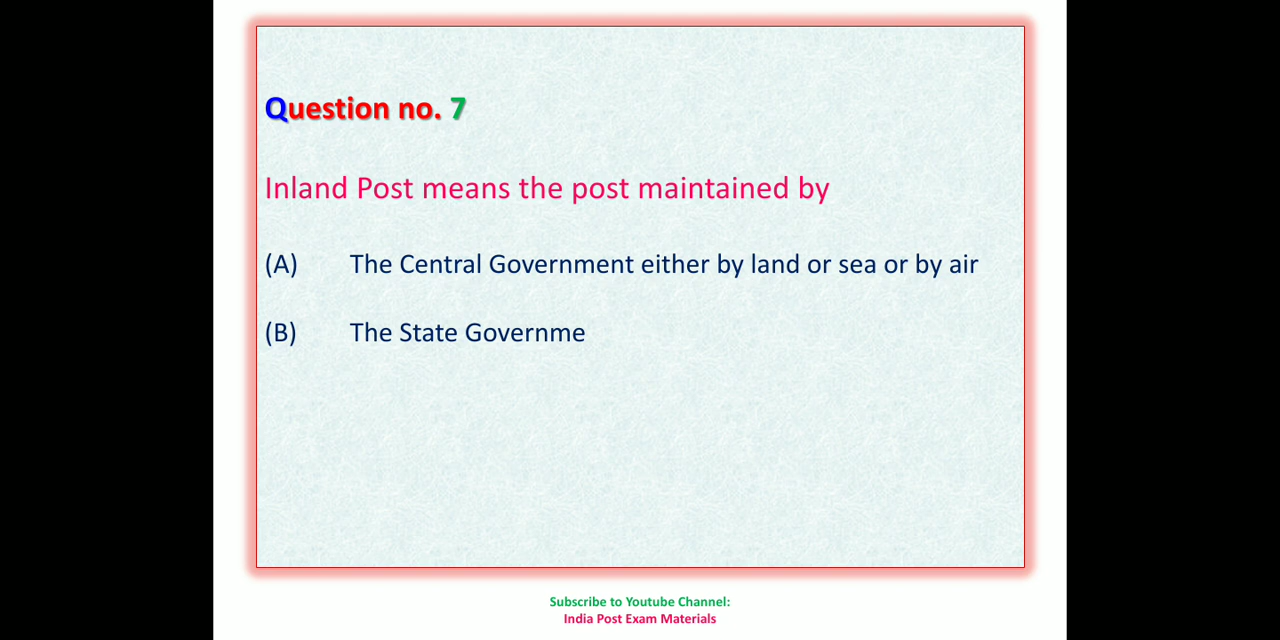 Question no. 7
Inland Post means the post maintained by
(A) The Central Government either by land or sea or by air
(B) The State Governme
Subscribe to Youtube Channel:
India Post Exam Materials